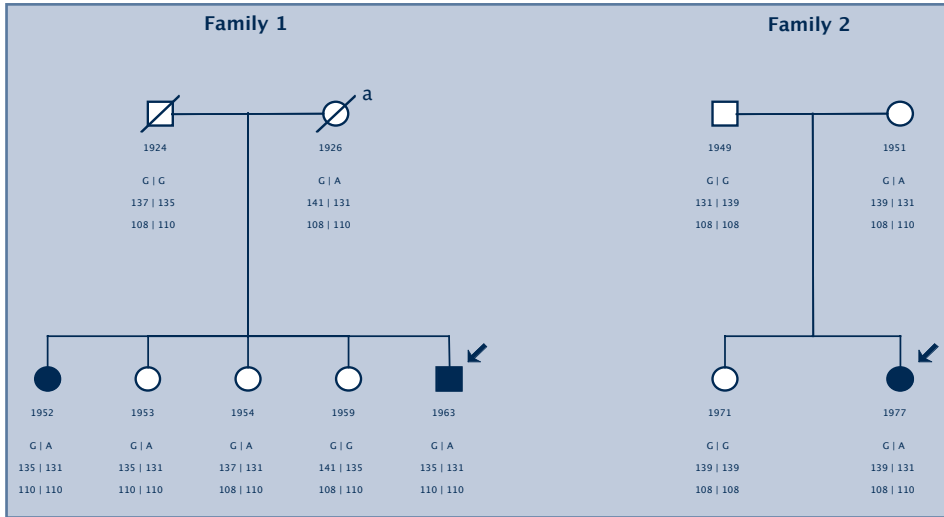 Family 1
Family 2
a
1924
1926
1949
1951
G | G
G | A
G | G
G | A
137 | 135
141 | 131
131 | 139
139 | 131
108 | 110
108 | 110
108 | 108
108 | 110
1952
1953
1954
1959
1963
1971
1977
G | A
G | A
G | A
G | G
G | A
G | G
G | A
135 | 131
135 | 131
137 | 131
141 | 135
135 | 131
139 | 139
139 | 131
110 | 110
110 | 110
108 | 110
108 | 110
110 | 110
108 | 108
108 | 110